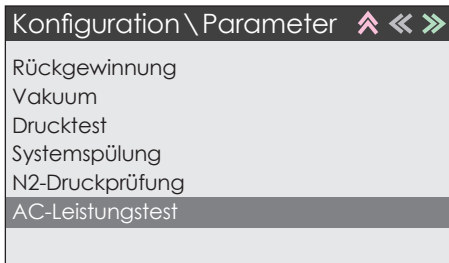 Konfiguration\Parameter
Rückgewinnung
Vakuum
Drucktest
Systemspülung
N2-Druckprüfung
AC-Leistungstest